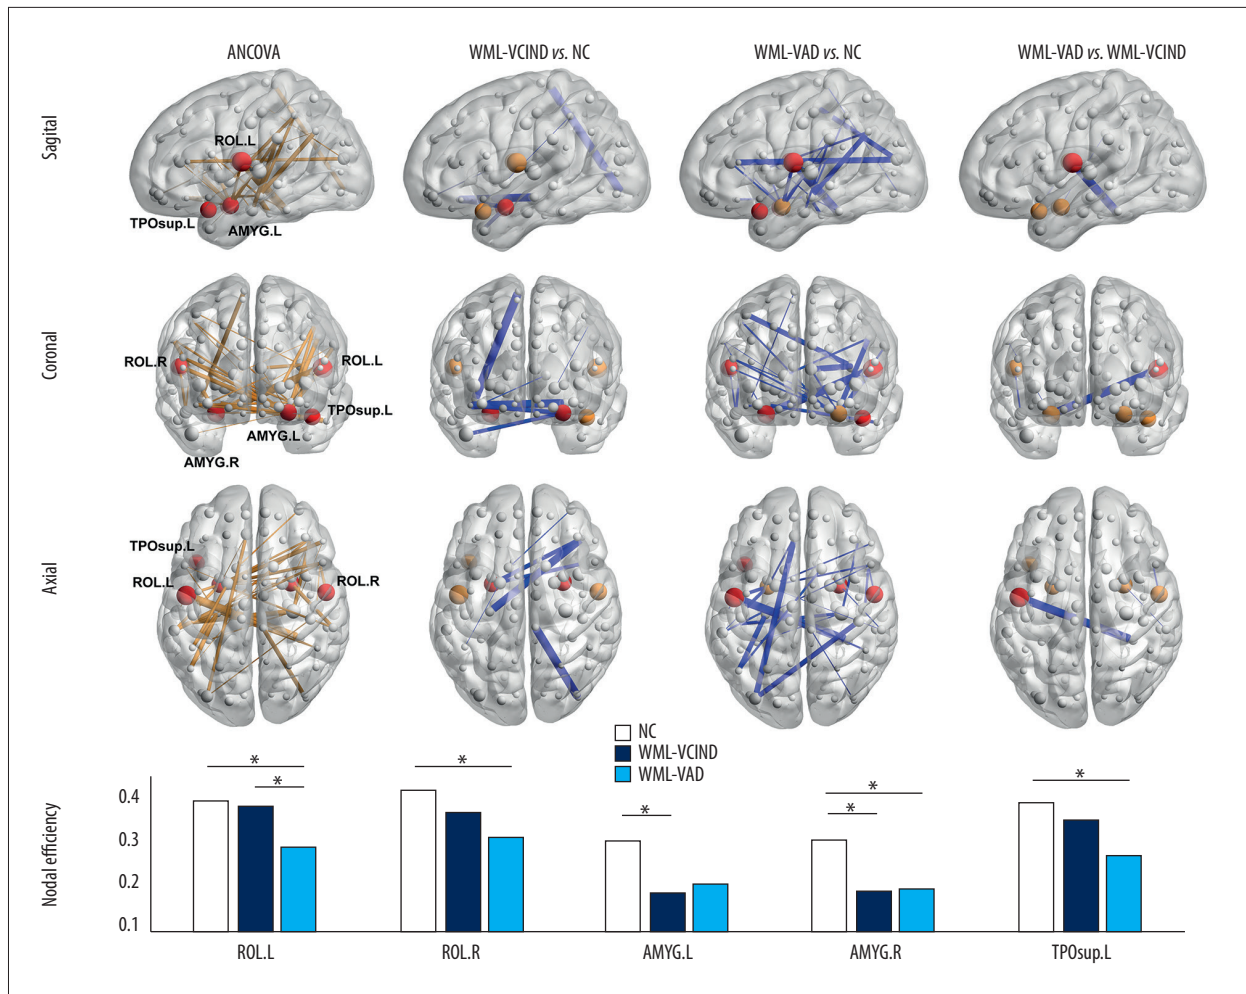 ANCOVA
WML-VCIND vs. NC
WML-VAD vs. NC
WML-VAD vs. WML-VCIND
Sagital
ROL.L
TPOsup.L
AMYG.L
Coronal
ROL.R
ROL.L
TPOsup.L
AMYG.L
AMYG.R
Axial
TPOsup.L
ROL.L
ROL.R
NC
WML-VCIND
WML-VAD
Nodal efficiency
0.4
0.3
0.2
0.1
* * * * * * *
ROL.L
ROL.R
AMYG.L
AMYG.R
TPOsup.L